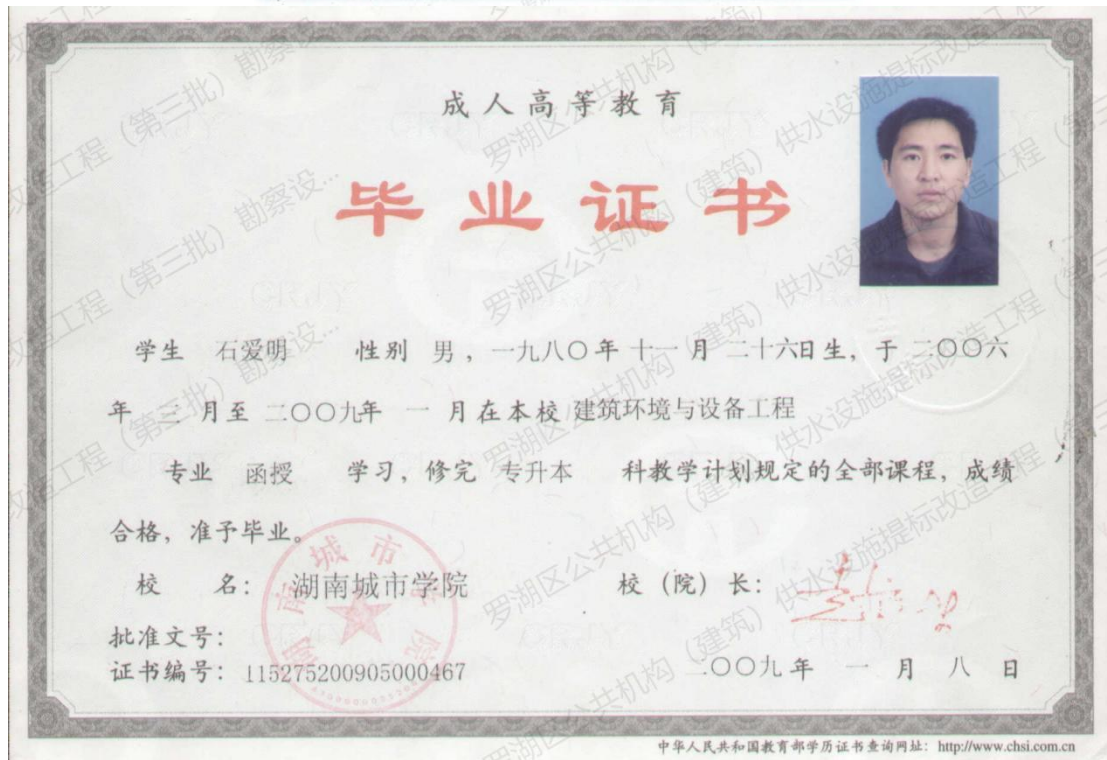 成人高等教育
毕业证书
学生 石爱明 性别 男，一九八〇年十一月二十六日生，于二〇〇六
年 三 月至 二〇〇九年 一 月在本校 建筑环境与设备工程
专业 函授 学习，修完 专升本 科教学计划规定的全部课程，成绩
合格，准予毕业。
校 名：湖南城市学院 校（院）长：
批准文号：
证书编号：115275200905000467 二〇〇九年 一 月 八 日
中华人民共和国教育部学历证书查询网址：http://www.chsi.com.cn
湖南城市学院
罗湖区公共机构（建筑）供水设施提标改造工程（第三批）勘察设...